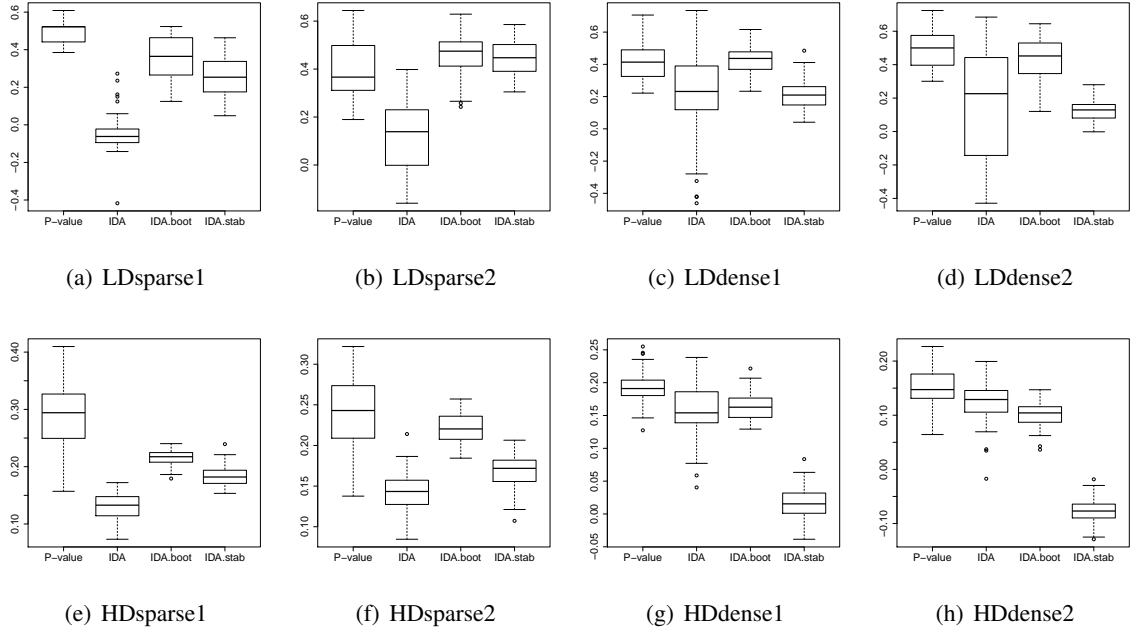 0.6
0.4
0.2
0.0
−0.2
−0.4
P−value IDA IDA.boot IDA.stab
(a) LDsparse1
0.6
0.4
0.2
0.0
P−value IDA IDA.boot IDA.stab
(b) LDsparse2
0.6
0.4
0.2
0.0
−0.2
−0.4
P−value IDA IDA.boot IDA.stab
(c) LDdense1
0.6
0.4
0.2
0.0
−0.2
−0.4
P−value IDA IDA.boot IDA.stab
(d) LDdense2
0.40
0.30
0.20
0.10
P−value IDA IDA.boot IDA.stab
(e) HDsparse1
0.30
0.25
0.20
0.15
0.10
P−value IDA IDA.boot IDA.stab
(f) HDsparse2
0.25
0.20
0.15
0.10
0.05
0.00
−0.05
P−value IDA IDA.boot IDA.stab
(g) HDdense1
0.20
0.10
0.00
−0.10
P−value IDA IDA.boot IDA.stab
(h) HDdense2